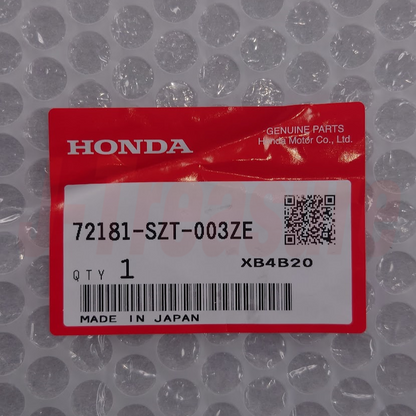 HONDA
GENUINE PARTS
Honda Motor Co., Ltd.
72181-SZT-003ZE
QTY 1
XB4B20
MADE IN JAPAN